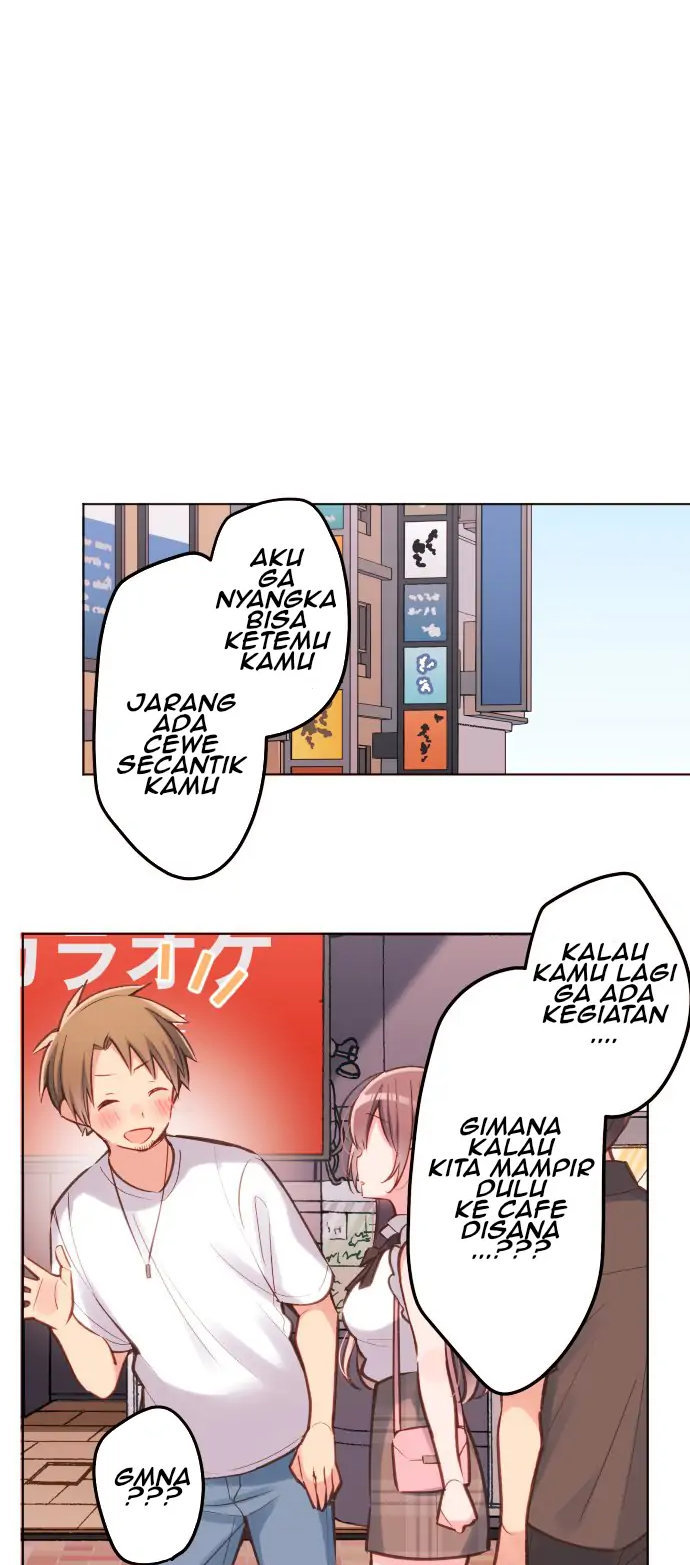 AKU
GA
NYANGKA
BISA
KETEMU
KAMU
JARANG
ADA
CEWE
SECANTIK
KAMU
カラオケ
KALAU
KAMU LAGI
GA ADA
KEGIATAN
....
GIMANA
KALAU
KITA MAMPIR
DULU
KE CAFE
DISANA
...???
GMNA
???